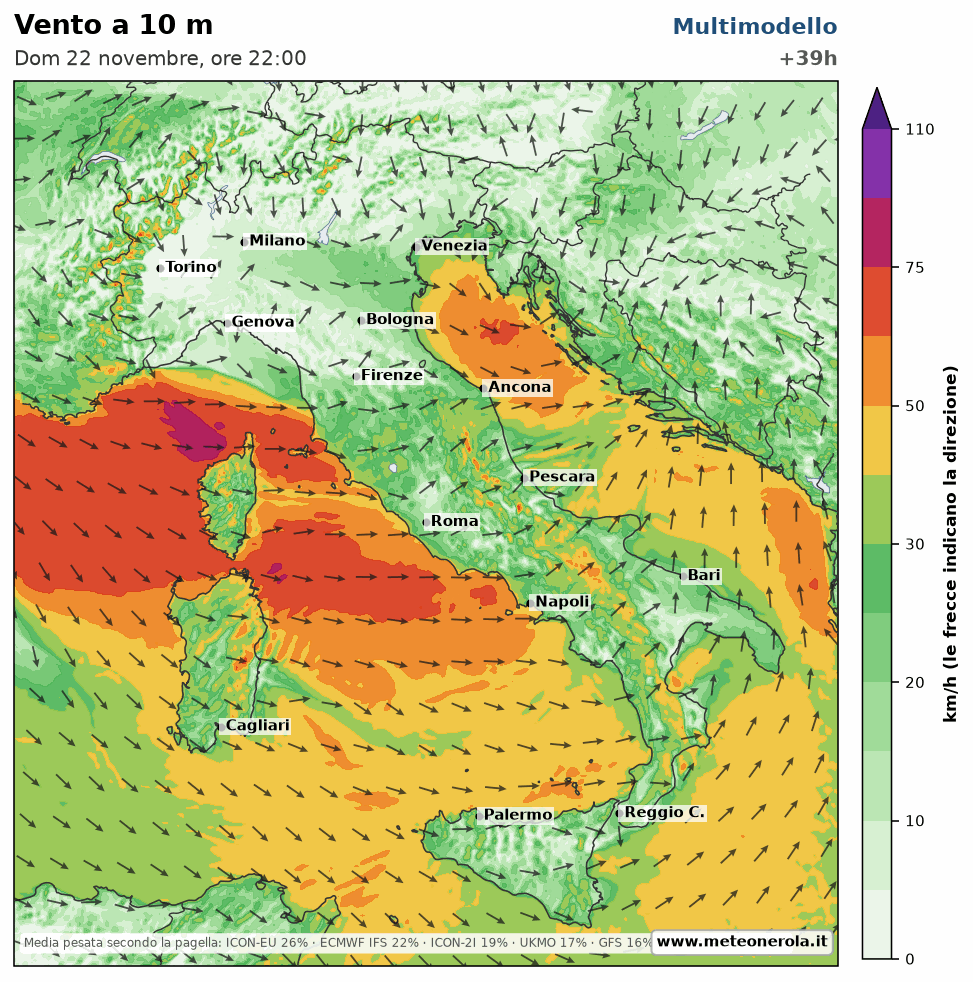 Vento a 10 m
Multimodello
Dom 22 novembre, ore 22:00
+39h
110
75
50
30
20
10
0
km/h (le frecce indicano la direzione)
Milano
Venezia
Torino
Genova
Bologna
Firenze
Ancona
Pescara
Roma
Bari
Napoli
Cagliari
Palermo
Reggio C.
Media pesata secondo la pagella: ICON-EU 26% · ECMWF IFS 22% · ICON-2I 19% · UKMO 17% · GFS 16%
www.meteonerola.it